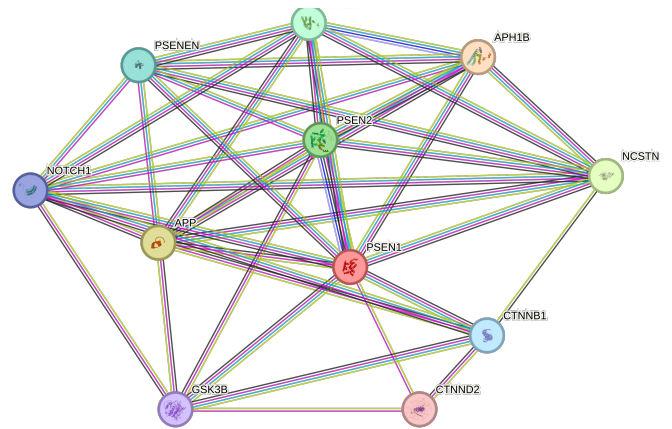 APH1B
PSENEN
PSEN2
NCSTN
NOTCH1
APP
PSEN1
CTNNB1
GSK3B
CTNND2